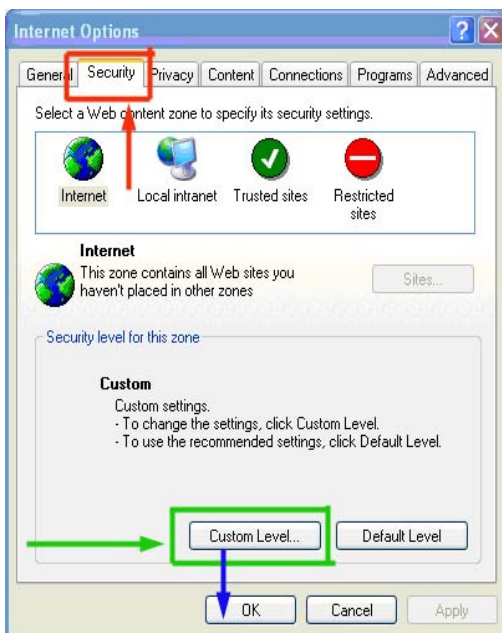 Internet Options
General Security Privacy Content Connections Programs Advanced
Select a Web content zone to specify its security settings.
Internet Local intranet Trusted sites Restricted
sites
Internet
This zone contains all Web sites you
haven't placed in other zones
Sites...
Security level for this zone
Custom
Custom settings.
- To change the settings, click Custom Level.
- To use the recommended settings, click Default Level.
Custom Level... Default Level
OK Cancel Apply